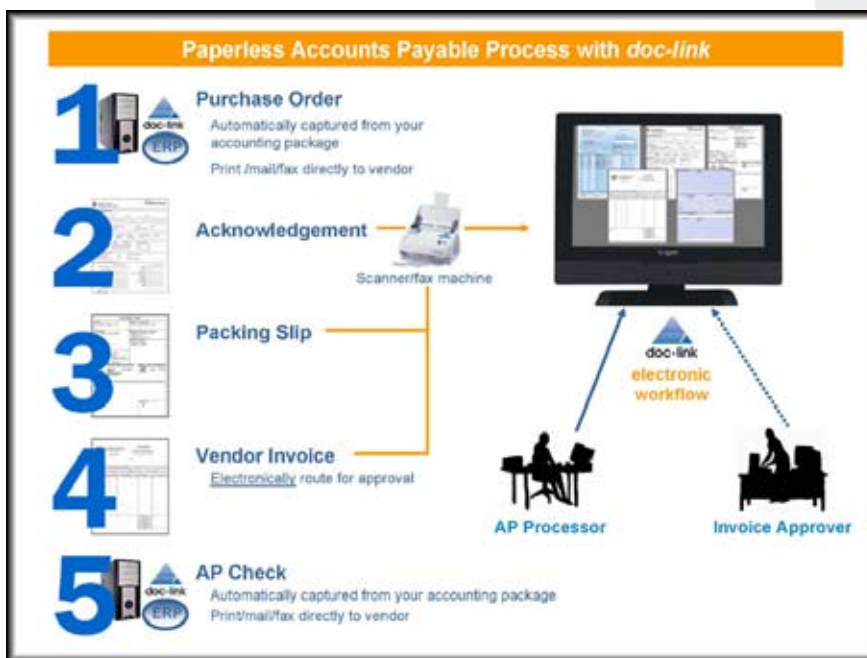 Paperless Accounts Payable Process with doc-link
1
doc-link
ERP
Purchase Order
Automatically captured from your
accounting package
Print /mail/fax directly to vendor
2
Acknowledgement
Scanner/fax machine
3
Packing Slip
4
Vendor Invoice
Electronically route for approval
doc-link
electronic
workflow
AP Processor
Invoice Approver
5
doc-link
ERP
AP Check
Automatically captured from your accounting package
Print/mail/fax directly to vendor